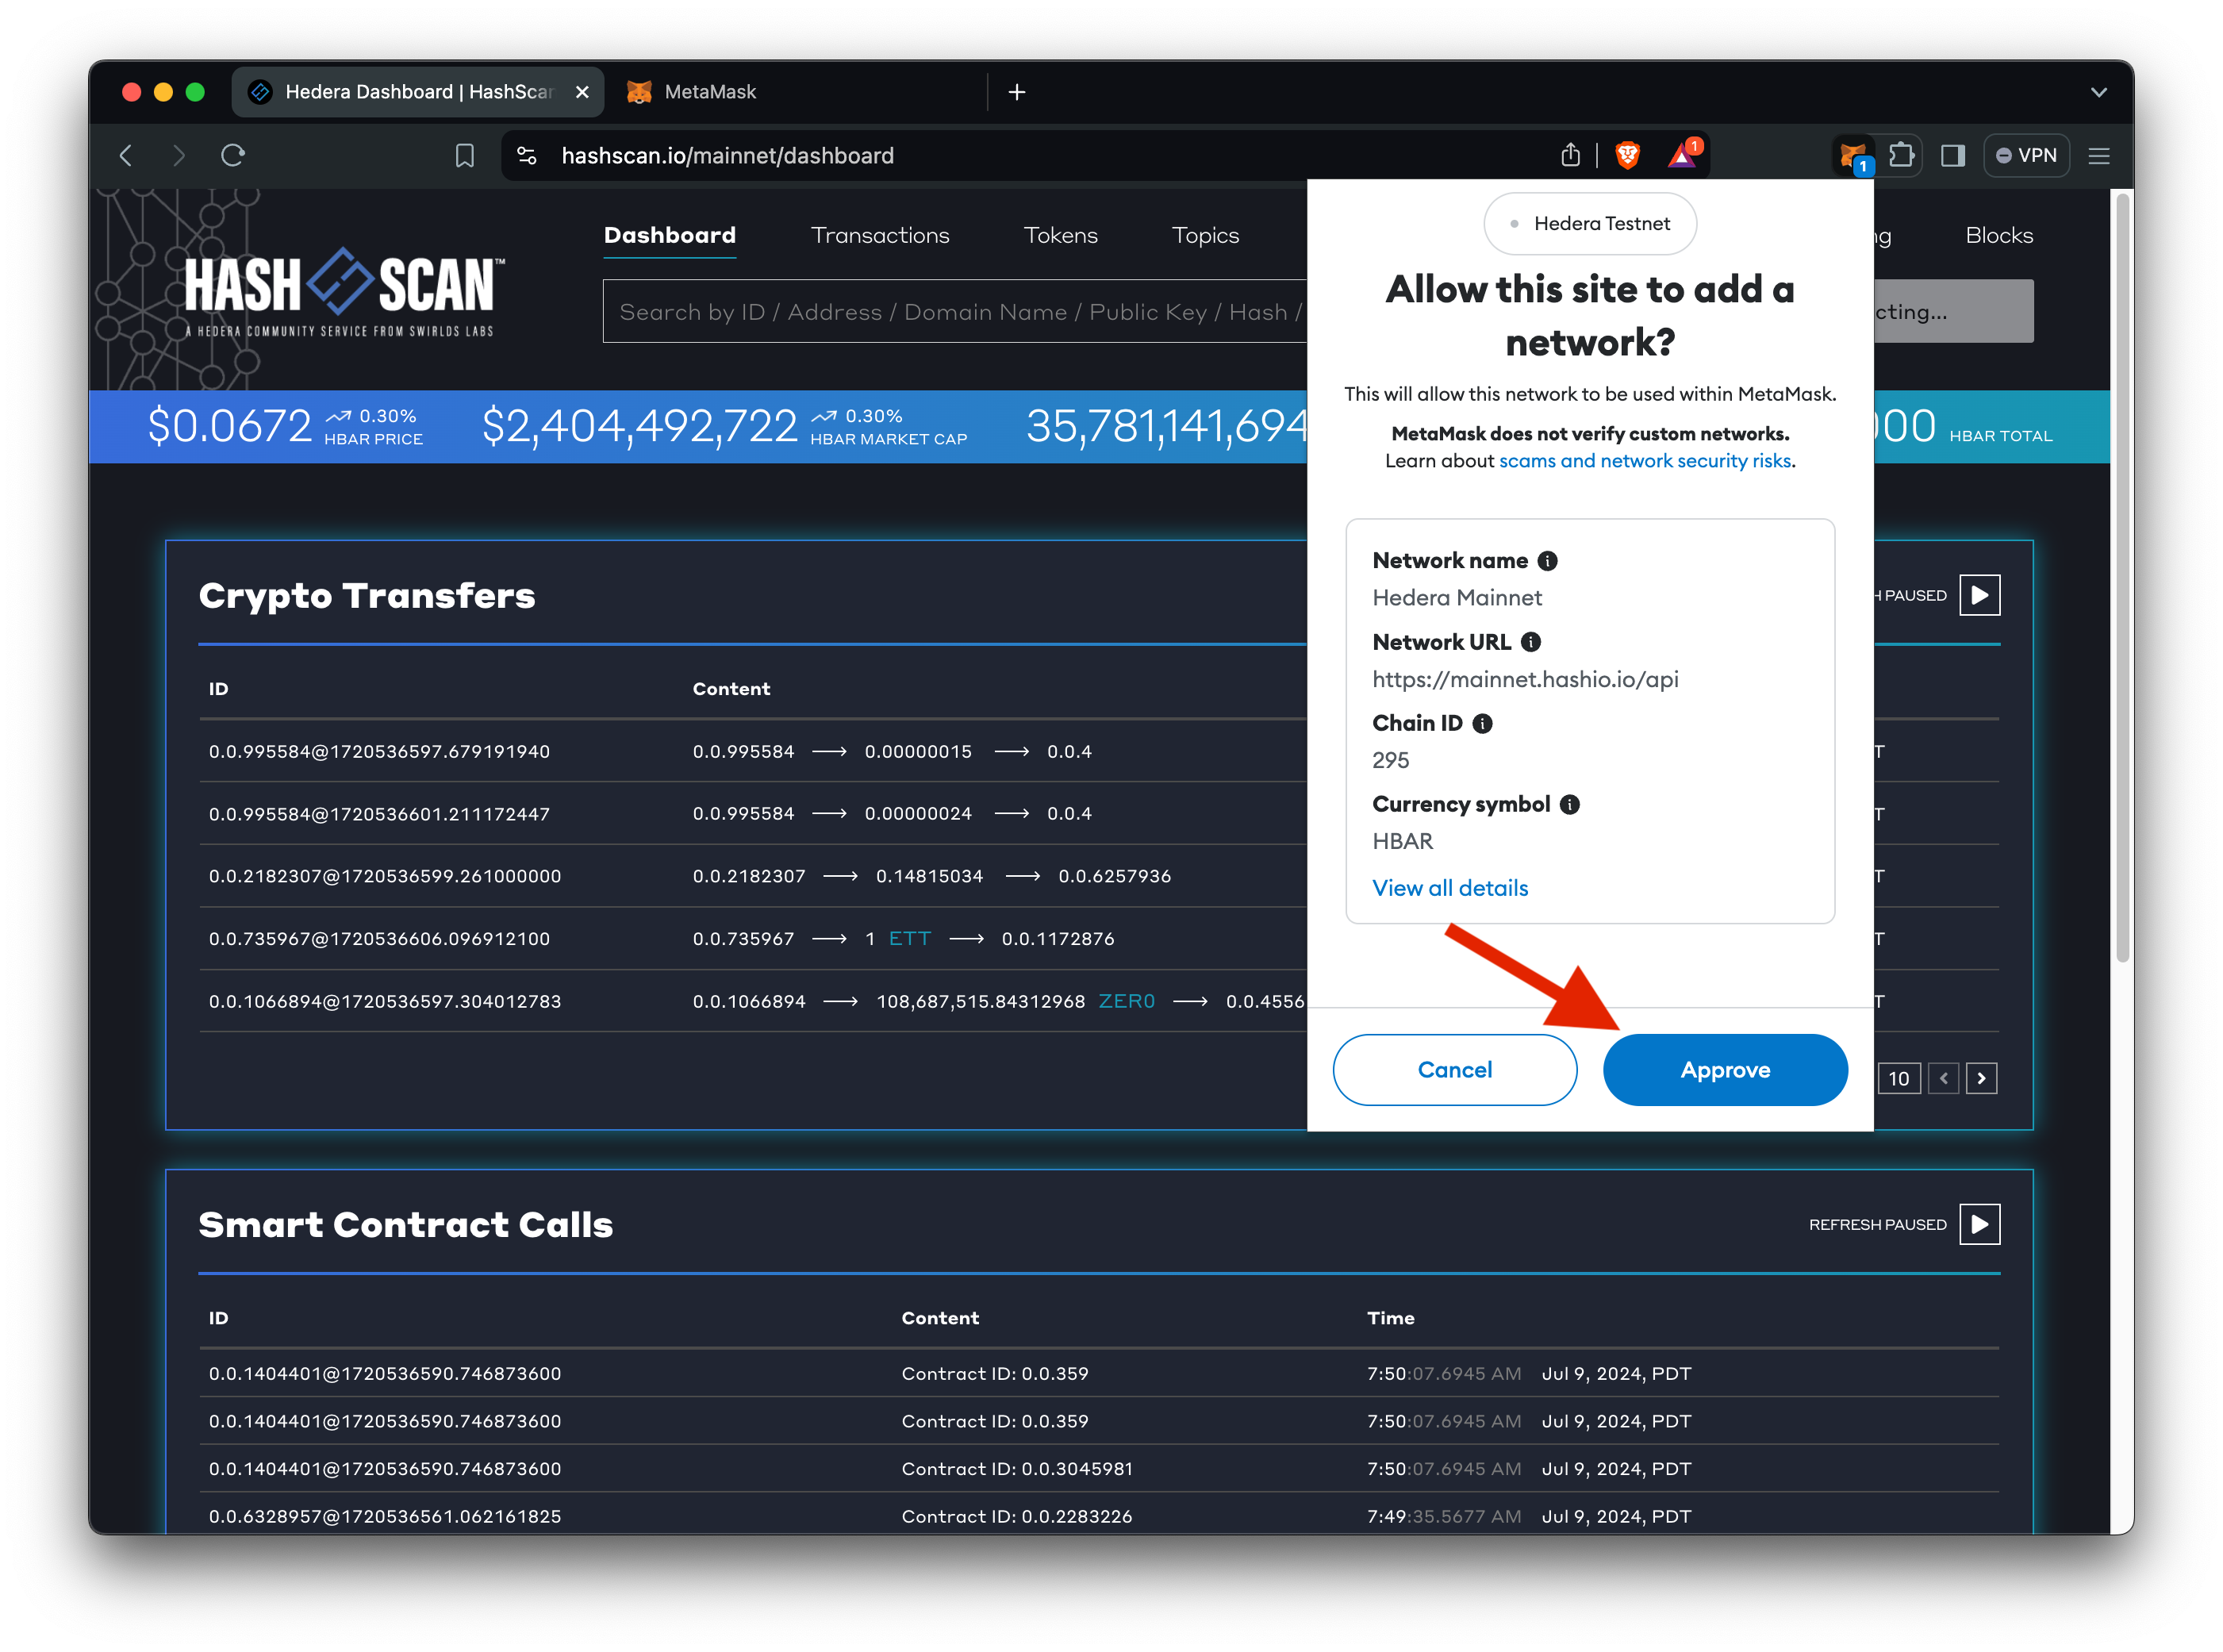 Hedera Dashboard | HashScan
MetaMask
hashscan.io/mainnet/dashboard
1
1
VPN
HASH SCAN™
A HEDERA COMMUNITY SERVICE FROM SWIRLDS LABS
Dashboard
Transactions
Tokens
Topics
ng
Blocks
Search by ID / Address / Domain Name / Public Key / Hash /
cting...
$0.0672 0.30% HBAR PRICE
$2,404,492,722 0.30% HBAR MARKET CAP
35,781,141,694
000 HBAR TOTAL
Crypto Transfers
H PAUSED
ID Content
0.0.995584@1720536597.679191940 0.0.995584 → 0.00000015 → 0.0.4 T
0.0.995584@1720536601.211172447 0.0.995584 → 0.00000024 → 0.0.4 T
0.0.2182307@1720536599.261000000 0.0.2182307 → 0.14815034 → 0.0.6257936 T
0.0.735967@1720536606.096912100 0.0.735967 → 1 ETT → 0.0.1172876 T
0.0.1066894@1720536597.304012783 0.0.1066894 → 108,687,515.84312968 ZERO → 0.0.4556 T
10
Hedera Testnet
Allow this site to add a
network?
This will allow this network to be used within MetaMask.
MetaMask does not verify custom networks.
Learn about scams and network security risks.
Network name
Hedera Mainnet
Network URL
https://mainnet.hashio.io/api
Chain ID
295
Currency symbol
HBAR
View all details
Cancel
Approve
Smart Contract Calls
REFRESH PAUSED
ID Content Time
0.0.1404401@1720536590.746873600 Contract ID: 0.0.359 7:50:07.6945 AM Jul 9, 2024, PDT
0.0.1404401@1720536590.746873600 Contract ID: 0.0.359 7:50:07.6945 AM Jul 9, 2024, PDT
0.0.1404401@1720536590.746873600 Contract ID: 0.0.3045981 7:50:07.6945 AM Jul 9, 2024, PDT
0.0.6328957@1720536561.062161825 Contract ID: 0.0.2283226 7:49:35.5677 AM Jul 9, 2024, PDT